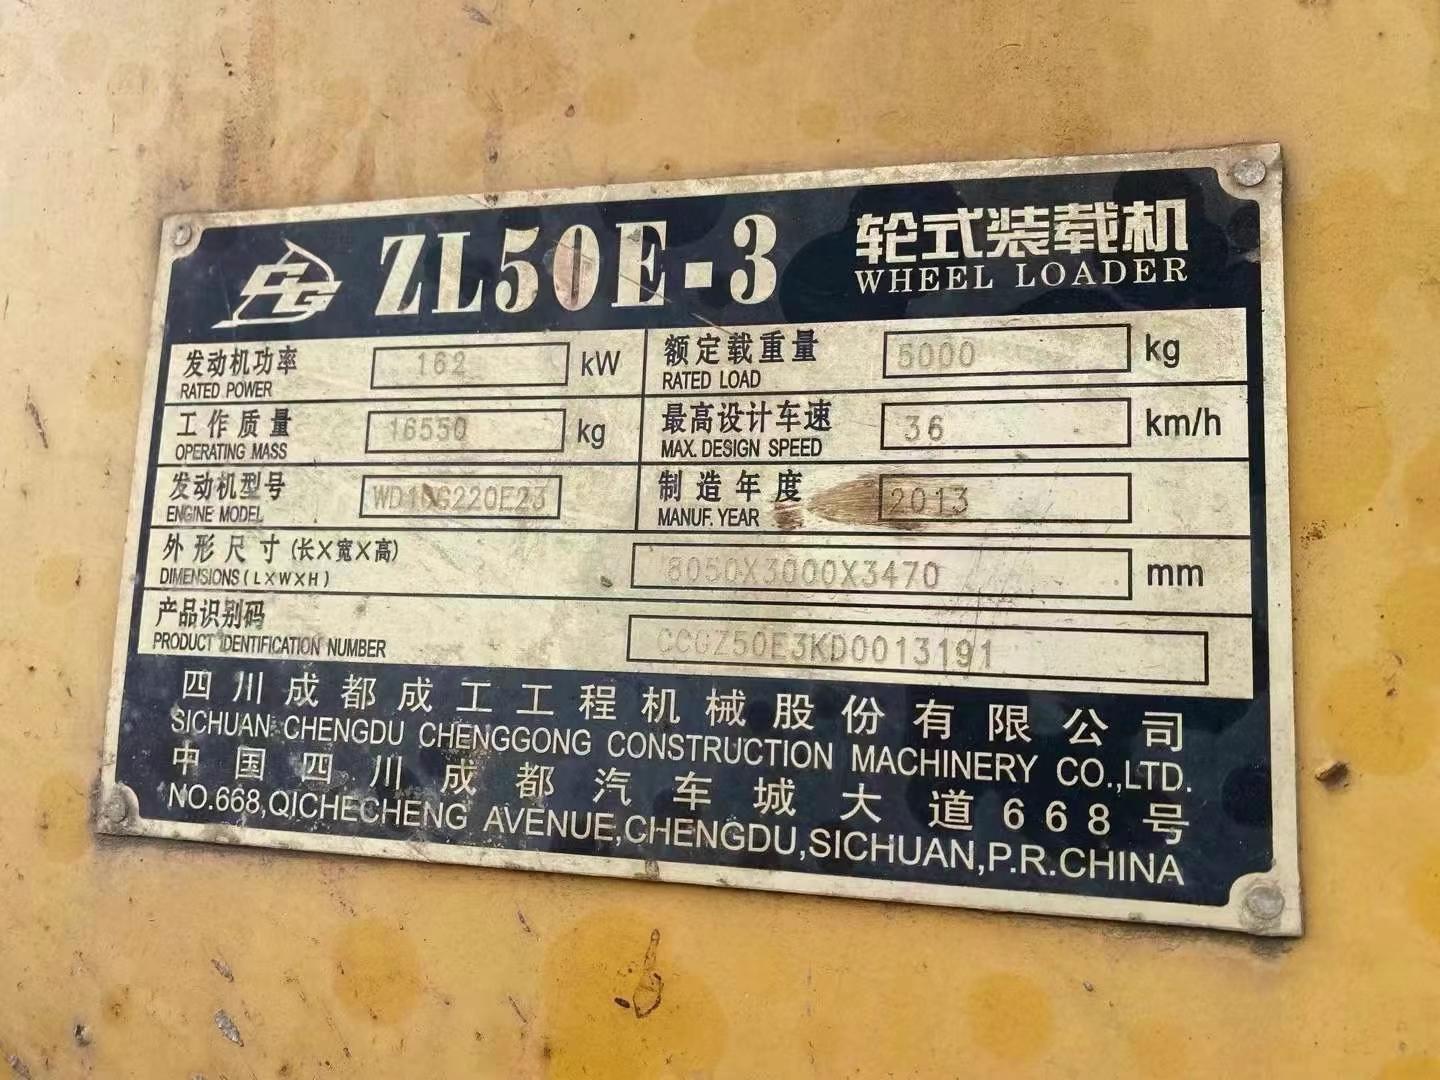 CG ZL50E-3 轮式装载机
WHEEL LOADER
发动机功率 162 kW
RATED POWER
额定载重量 5000 kg
RATED LOAD
工作质量 16550 kg
OPERATING MASS
最高设计车速 36 km/h
MAX. DESIGN SPEED
发动机型号 WD10G220E23
ENGINE MODEL
制造年度 2013
MANUF. YEAR
外形尺寸(长×宽×高) 8050X3000X3470 mm
DIMENSIONS(L×W×H)
产品识别码 CCGZ50E3KD0013191
PRODUCT IDENTIFICATION NUMBER
四川成都成工工程机械股份有限公司
SICHUAN CHENGDU CHENGGONG CONSTRUCTION MACHINERY CO.,LTD.
中国四川成都汽车城大道668号
NO.668,QICHECHENG AVENUE,CHENGDU,SICHUAN,P.R.CHINA